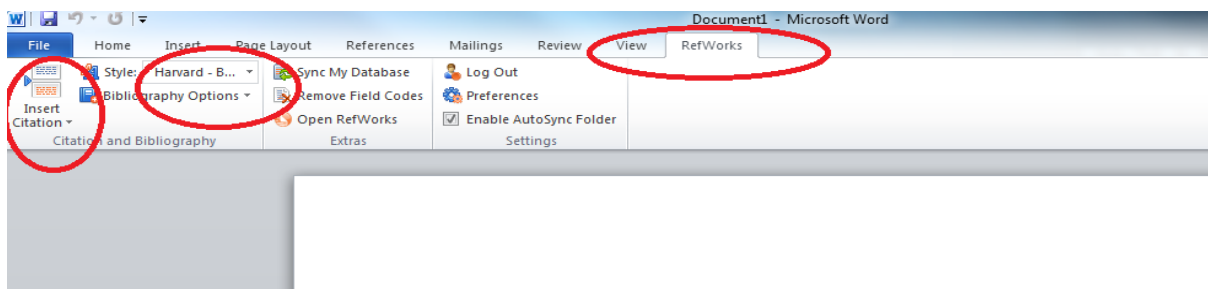 Document1 - Microsoft Word
File Home Insert Page Layout References Mailings Review View RefWorks
Style: Harvard - B... Sync My Database Log Out
Bibliography Options Remove Field Codes Preferences
Insert
Citation Open RefWorks Enable AutoSync Folder
Citation and Bibliography Extras Settings